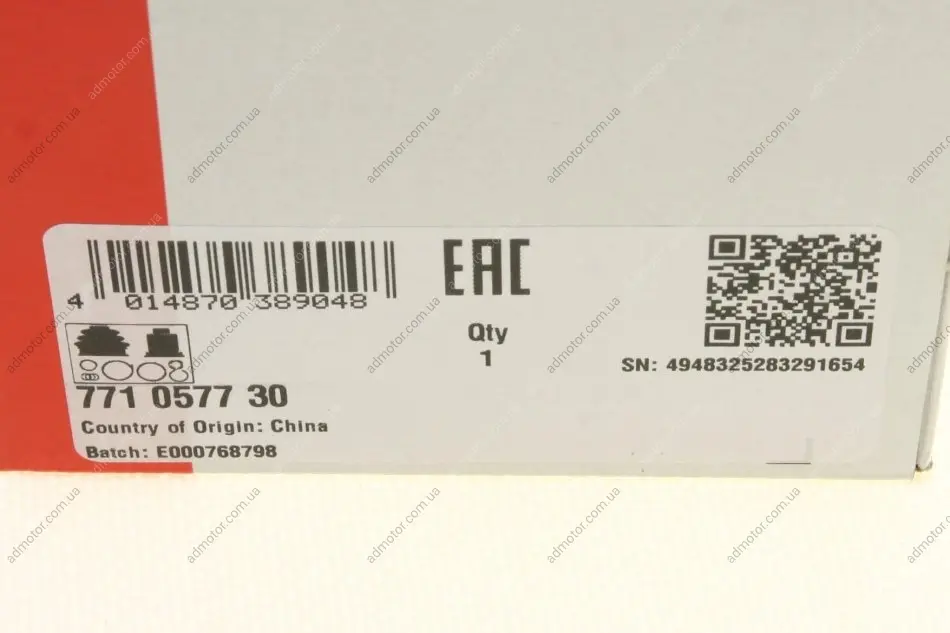 EAC
4 014870 389048
Qty
1
SN: 4948325283291654
771 0577 30
Country of Origin: China
Batch: E000768798
admotor.com.ua